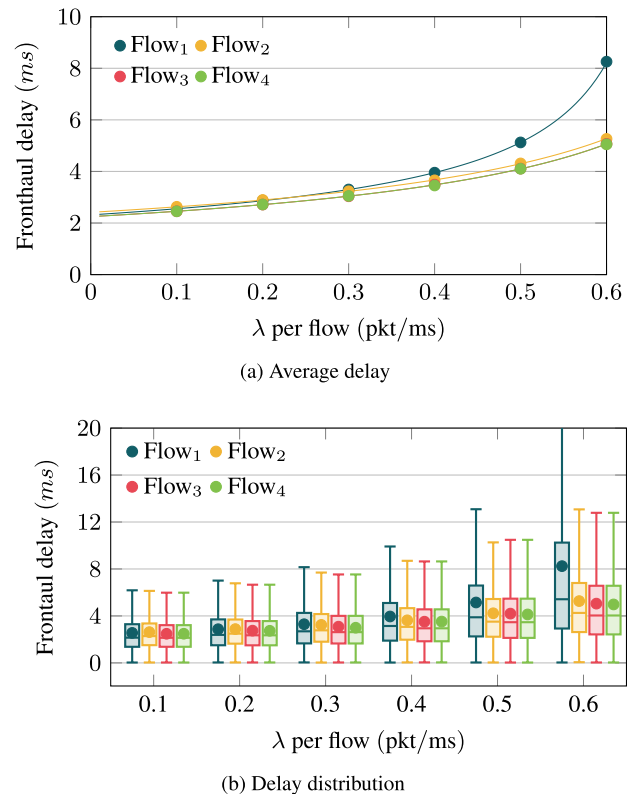 10
8
6
4
2
0
Fronthaul delay (ms)
Flow₁ Flow₂
Flow₃ Flow₄
0 0.1 0.2 0.3 0.4 0.5 0.6
λ per flow (pkt/ms)
(a) Average delay
20
16
12
8
4
0
Frontaul delay (ms)
Flow₁ Flow₂
Flow₃ Flow₄
0.1 0.2 0.3 0.4 0.5 0.6
λ per flow (pkt/ms)
(b) Delay distribution